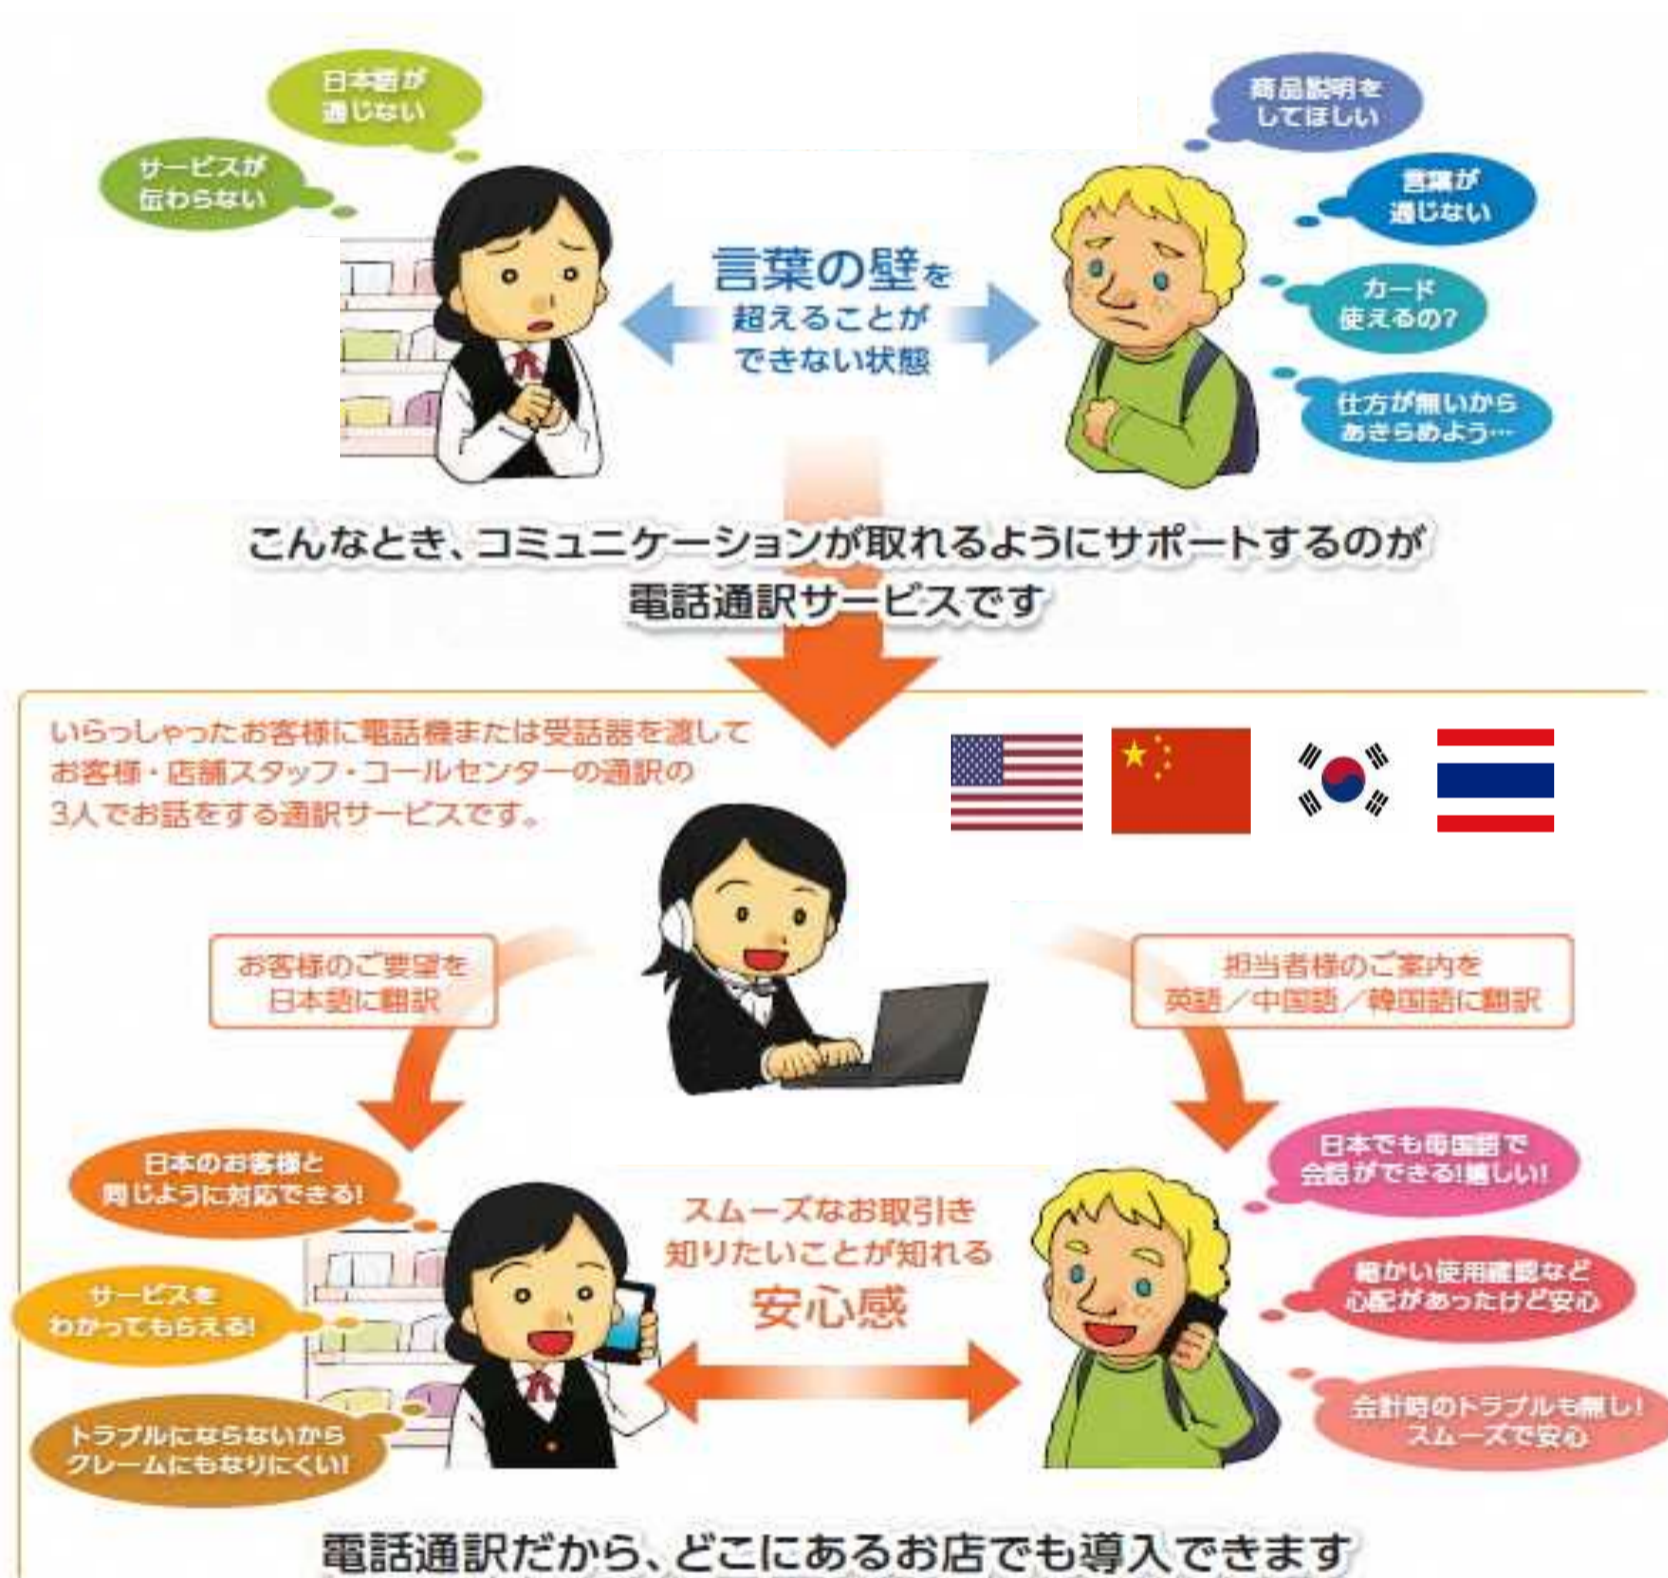 日本語が
通じない
サービスが
伝わらない
商品説明を
してほしい
言葉が
通じない
カード
使えるの?
仕方が無いから
あきらめよう…
言葉の壁を
超えることが
できない状態
こんなとき、コミュニケーションが取れるようにサポートするのが
電話通訳サービスです
いらっしゃったお客様に電話機または受話器を渡して
お客様・店舗スタッフ・コールセンターの通訳の
3人でお話をする通訳サービスです。
お客様のご要望を
日本語に翻訳
担当者様のご案内を
英語／中国語／韓国語に翻訳
日本のお客様と
同じように対応できる!
サービスを
わかってもらえる!
トラブルにならないから
クレームにもなりにくい!
スムーズなお取引き
知りたいことが知れる
安心感
日本でも母国語で
会話ができる!嬉しい!
細かい使用確認など
心配があったけど安心
会計時のトラブルも無し!
スムーズで安心
電話通訳だから、どこにあるお店でも導入できます